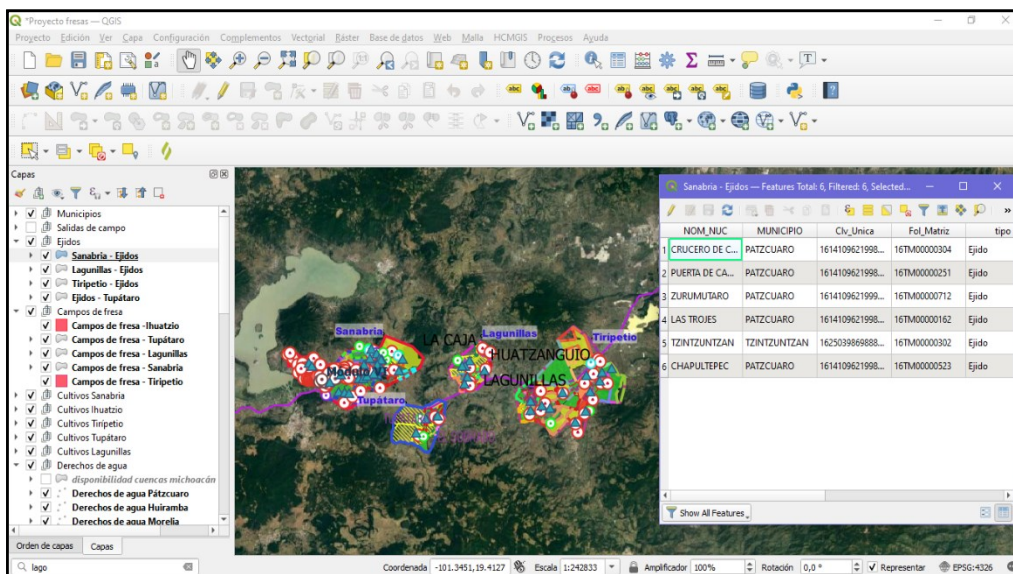 *Proyecto fresas — QGIS
Proyecto Edición Ver Capa Configuración Complementos Vectorial Ráster Base de datos Web Malla HCMGIS Procesos Ayuda
Capas
Municipios
Salidas de campo
Ejidos
Sanabria - Ejidos
Lagunillas - Ejidos
Tiripetio - Ejidos
Ejidos - Tupátaro
Campos de fresa
Campos de fresa -Ihuatzio
Campos de fresa - Tupátaro
Campos de fresa - Lagunillas
Campos de fresa - Sanabria
Campos de fresa - Tiripetio
Cultivos Sanabria
Cultivos Ihuatzio
Cultivos Tirípetio
Cultivos Tupátaro
Cultivos Lagunillas
Derechos de agua
disponibilidad cuencas michoacán
Derechos de agua Pátzcuaro
Derechos de agua Huiramba
Derechos de agua Morelia
Orden de capas Capas
lago
Sanabria
LA CAJA
Lagunillas
Tiripetio
HUATZANGUIO
Modulo VI
LAGUNILLAS
Tupátaro
Sanabria - Ejidos — Features Total: 6, Filtered: 6, Selected...
NOM_NUC MUNICIPIO Clv_Unica Fol_Matriz tipo
1 CRUCERO DE C... PATZCUARO 1614109621998... 16TM00000304 Ejido
2 PUERTA DE CA... PATZCUARO 1614109621998... 16TM00000251 Ejido
3 ZURUMUTARO PATZCUARO 1614109621999... 16TM00000712 Ejido
4 LAS TROJES PATZCUARO 1614109621998... 16TM00000162 Ejido
5 TZINTZUNTZAN TZINTZUNTZAN 1625039869888... 16TM00000302 Ejido
6 CHAPULTEPEC PATZCUARO 1614109621998... 16TM00000523 Ejido
Show All Features
Coordenada -101.3451,19.4127 Escala 1:242833 Amplificador 100% Rotación 0,0 ° Representar EPSG:4326